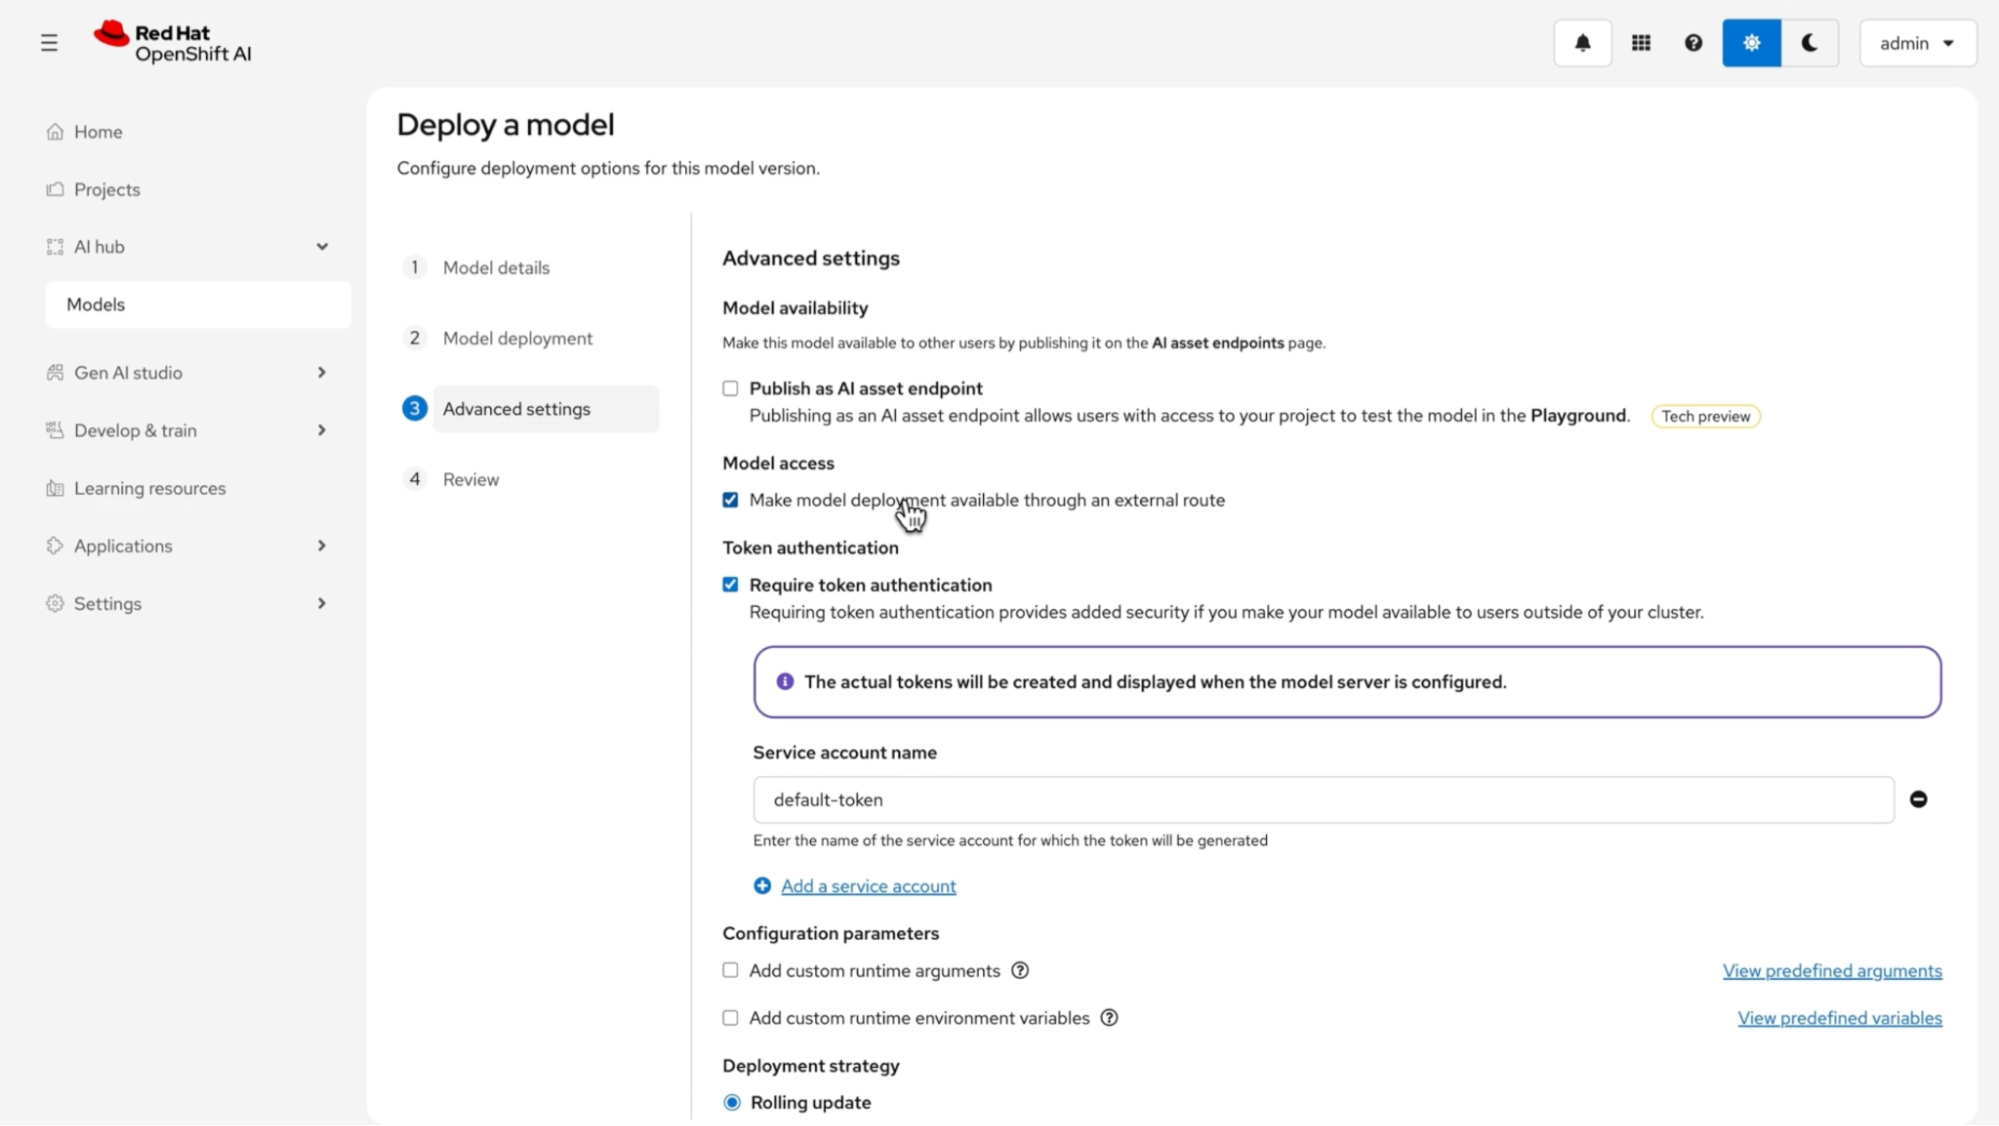 Red Hat
OpenShift AI
admin
Home
Projects
AI hub
Models
Gen AI studio
Develop & train
Learning resources
Applications
Settings
Deploy a model
Configure deployment options for this model version.
1 Model details
2 Model deployment
3 Advanced settings
4 Review
Advanced settings
Model availability
Make this model available to other users by publishing it on the AI asset endpoints page.
Publish as AI asset endpoint
Publishing as an AI asset endpoint allows users with access to your project to test the model in the Playground. Tech preview
Model access
Make model deployment available through an external route
Token authentication
Require token authentication
Requiring token authentication provides added security if you make your model available to users outside of your cluster.
The actual tokens will be created and displayed when the model server is configured.
Service account name
default-token
Enter the name of the service account for which the token will be generated
Add a service account
Configuration parameters
Add custom runtime arguments View predefined arguments
Add custom runtime environment variables View predefined variables
Deployment strategy
Rolling update